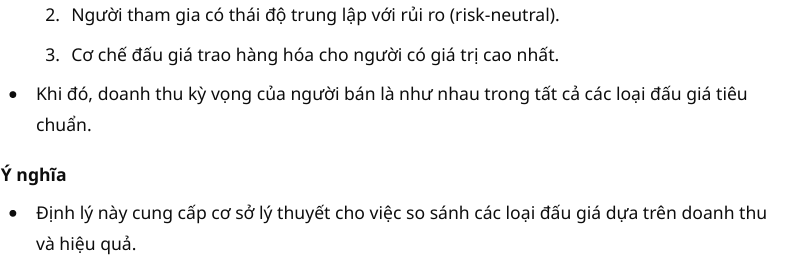 2. Người tham gia có thái độ trung lập với rủi ro (risk-neutral).
3. Cơ chế đấu giá trao hàng hóa cho người có giá trị cao nhất.
• Khi đó, doanh thu kỳ vọng của người bán là như nhau trong tất cả các loại đấu giá tiêu
chuẩn.
Ý nghĩa
• Định lý này cung cấp cơ sở lý thuyết cho việc so sánh các loại đấu giá dựa trên doanh thu
và hiệu quả.